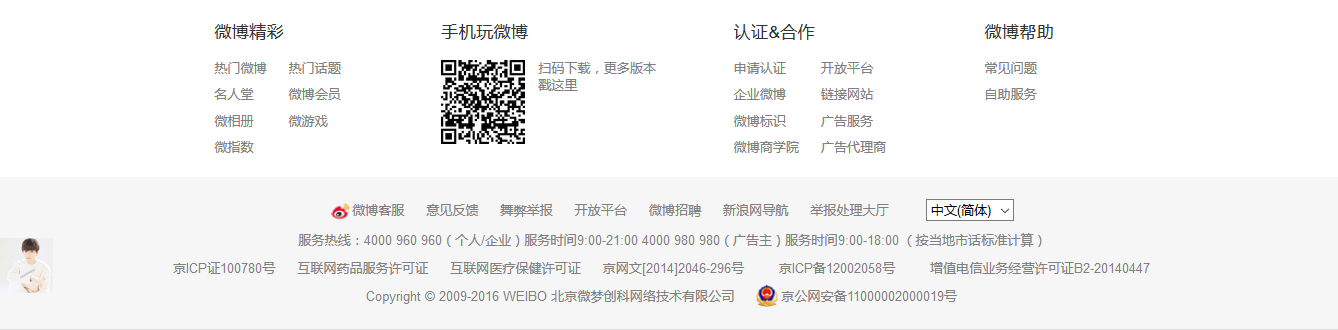 微博精彩 手机玩微博 认证&合作 微博帮助
热门微博 热门话题 扫码下载，更多版本 申请认证 开放平台 常见问题
戳这里
名人堂 微博会员 企业微博 链接网站 自助服务
微相册 微游戏 微博标识 广告服务
微指数 微博商学院 广告代理商
微博客服 意见反馈 舞弊举报 开放平台 微博招聘 新浪网导航 举报处理大厅 中文(简体)
服务热线：4000 960 960（个人/企业）服务时间9:00-21:00 4000 980 980（广告主）服务时间9:00-18:00 （按当地市话标准计算）
京ICP证100780号 互联网药品服务许可证 互联网医疗保健许可证 京网文[2014]2046-296号 京ICP备12002058号 增值电信业务经营许可证B2-20140447
Copyright © 2009-2016 WEIBO 北京微梦创科网络技术有限公司 京公网安备11000002000019号